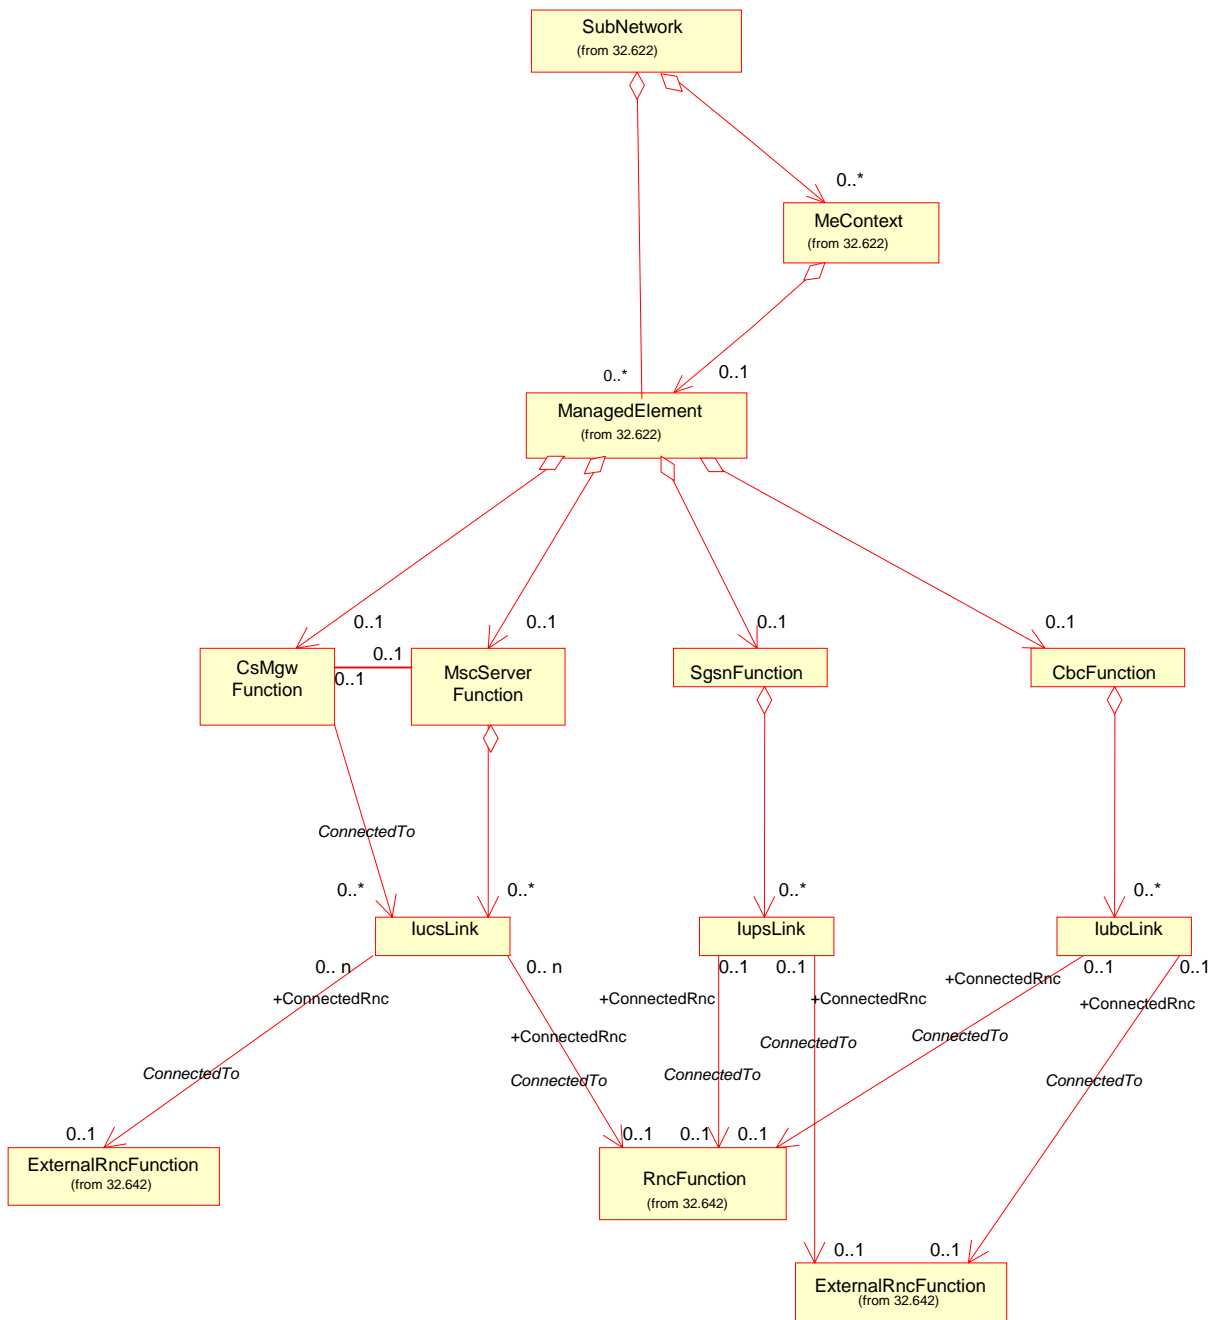 SubNetwork
(from 32.622)
0..*
MeContext
(from 32.622)
0..*
0..1
ManagedElement
(from 32.622)
0..1
0..1
0..1
0..1
CsMgw
Function
0..1
0..1
MscServer
Function
SgsnFunction
CbcFunction
ConnectedTo
0..*
0..*
0..*
0..*
IucsLink
IupsLink
IubcLink
0.. n
0.. n
0..1
0..1
0..1
0..1
+ConnectedRnc
+ConnectedRnc
+ConnectedRnc
+ConnectedRnc
+ConnectedRnc
+ConnectedRnc
ConnectedTo
ConnectedTo
ConnectedTo
ConnectedTo
ConnectedTo
ConnectedTo
0..1
0..1
0..1
0..1
ExternalRncFunction
(from 32.642)
RncFunction
(from 32.642)
0..1
0..1
ExternalRncFunction
(from 32.642)